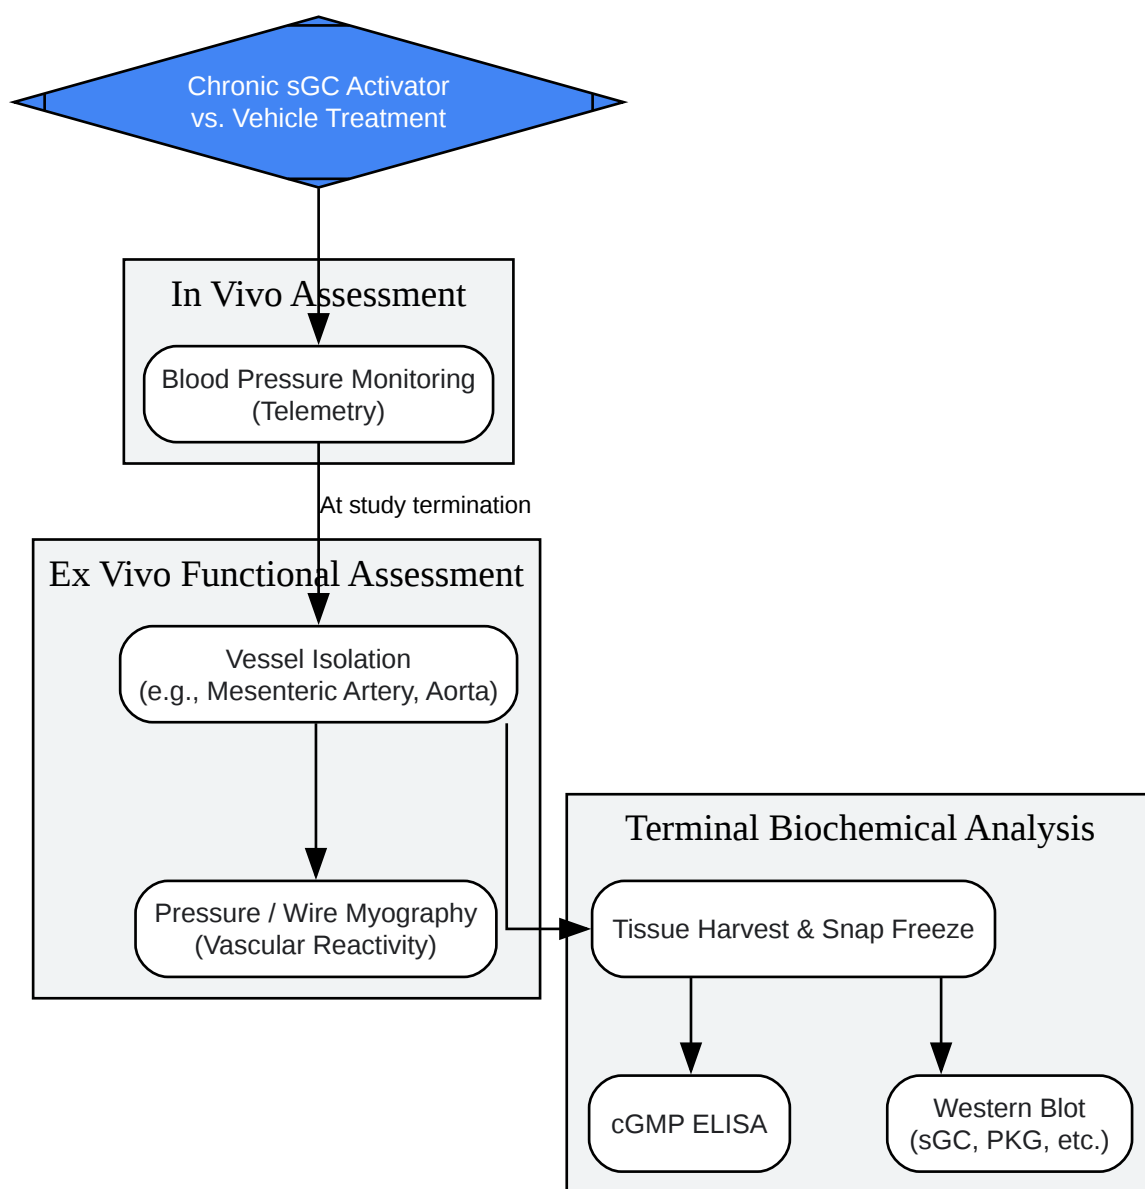 Chronic sGC Activator
vs. Vehicle Treatment
In Vivo Assessment
Blood Pressure Monitoring
(Telemetry)
At study termination
Ex Vivo Functional Assessment
Vessel Isolation
(e.g., Mesenteric Artery, Aorta)
Pressure / Wire Myography
(Vascular Reactivity)
Terminal Biochemical Analysis
Tissue Harvest & Snap Freeze
cGMP ELISA
Western Blot
(sGC, PKG, etc.)